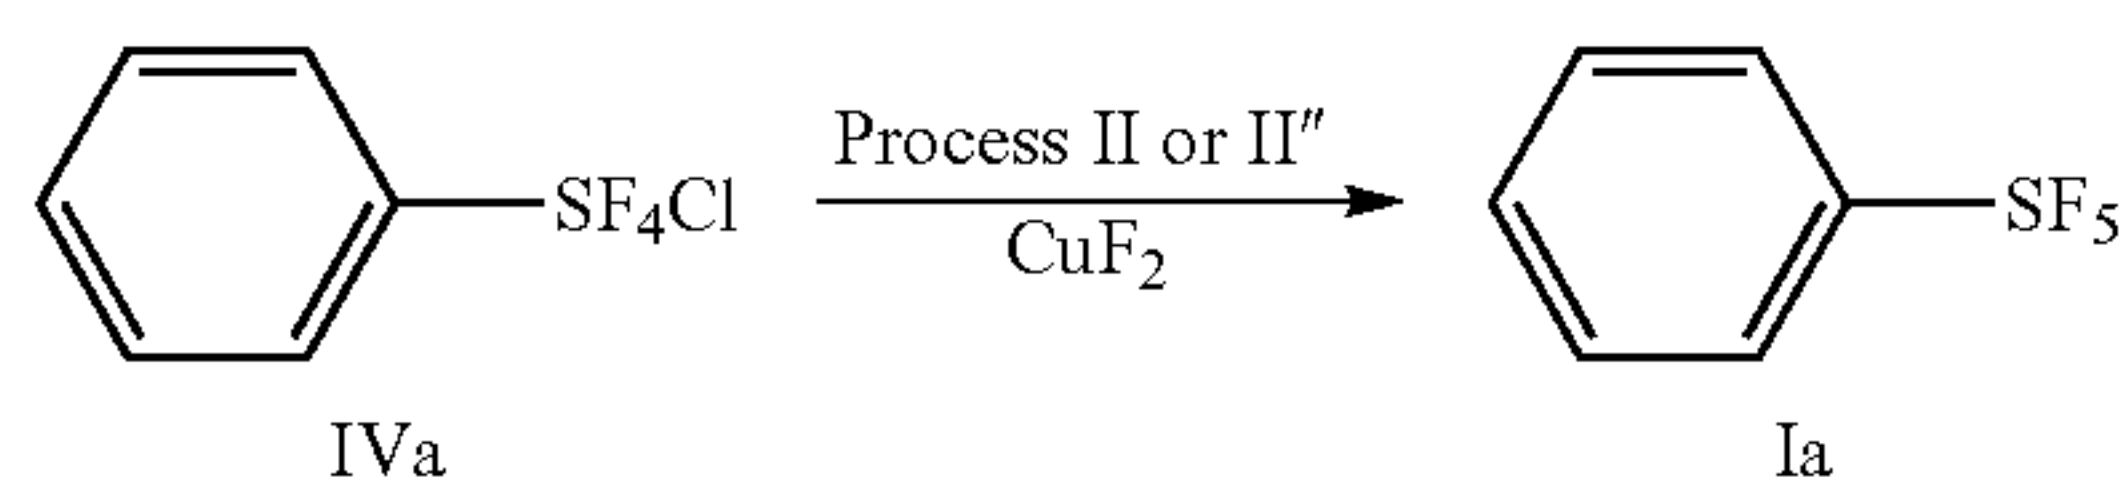 Process II or II″
SF₄Cl
CuF₂
SF₅
IVa
Ia